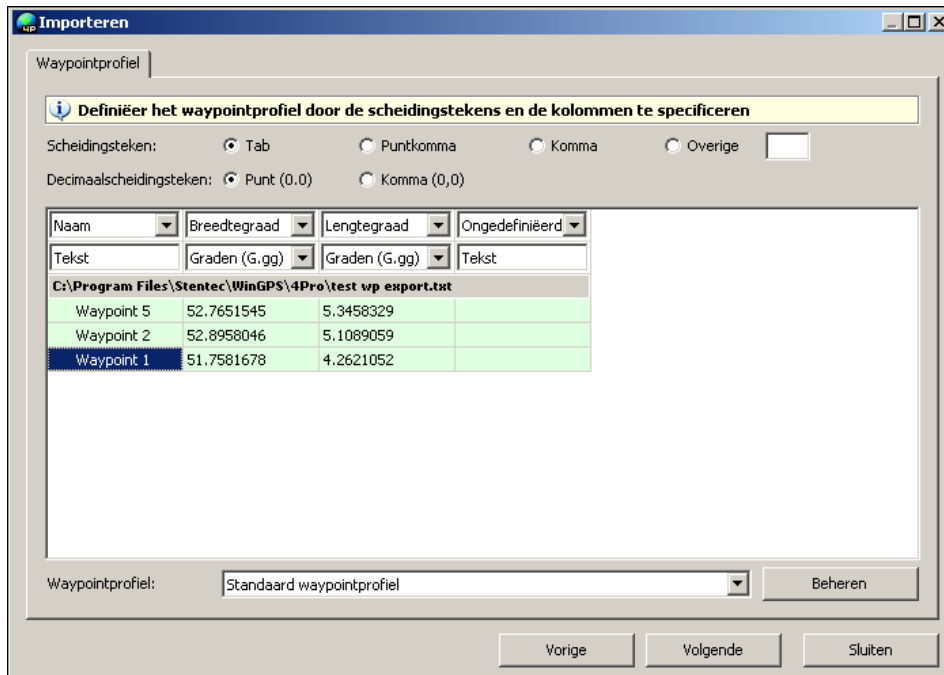 Importeren
Waypointprofiel
Definiëer het waypointprofiel door de scheidingstekens en de kolommen te specificeren
Scheidingsteken: Tab Puntkomma Komma Overige
Decimaalscheidingsteken: Punt (0.0) Komma (0,0)
Naam Breedtegraad Lengtegraad Ongedefiniëerd
Tekst Graden (G.gg) Graden (G.gg) Tekst
C:\Program Files\Stentec\WinGPS\4Pro\test wp export.txt
Waypoint 5 52.7651545 5.3458329
Waypoint 2 52.8958046 5.1089059
Waypoint 1 51.7581678 4.2621052
Waypointprofiel: Standaard waypointprofiel Beheren
Vorige Volgende Sluiten